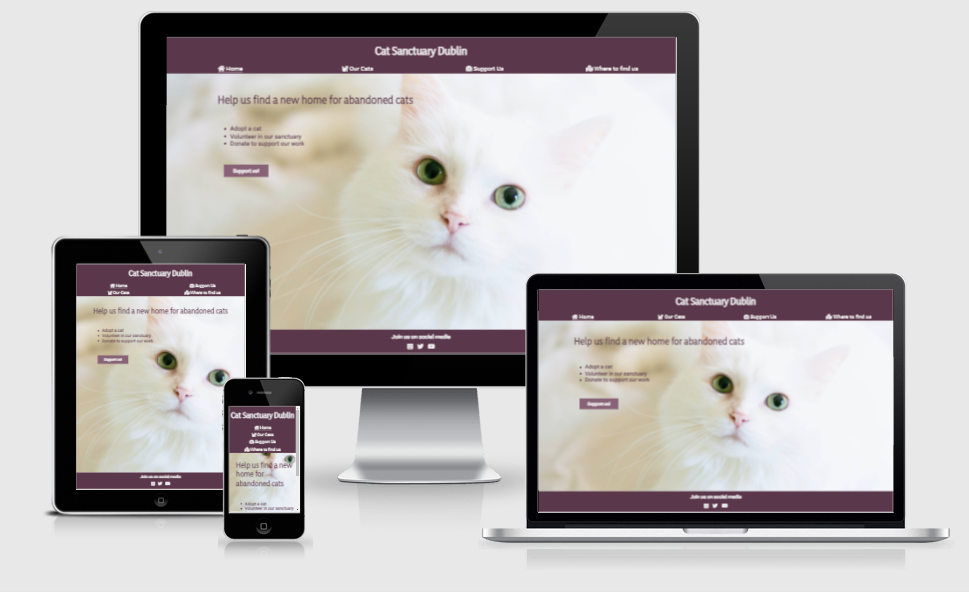 Cat Sanctuary Dublin
Home Our Cats Support Us Where to find us
Help us find a new home for abandoned cats
• Adopt a cat
• Volunteer in our sanctuary
• Donate to support our work
Support us!
Join us on social media
Cat Sanctuary Dublin
Home Support Us
Our Cats Where to find us
Help us find a new home for abandoned cats
• Adopt a cat
• Volunteer in our sanctuary
• Donate to support our work
Support us!
Join us on social media
Cat Sanctuary Dublin
Home
Our Cats
Support Us
Where to find us
Help us find a new
home for
abandoned cats
• Adopt a cat
• Volunteer in our sanctuary
Cat Sanctuary Dublin
Home Our Cats Support Us Where to find us
Help us find a new home for abandoned cats
• Adopt a cat
• Volunteer in our sanctuary
• Donate to support our work
Support us!
Join us on social media